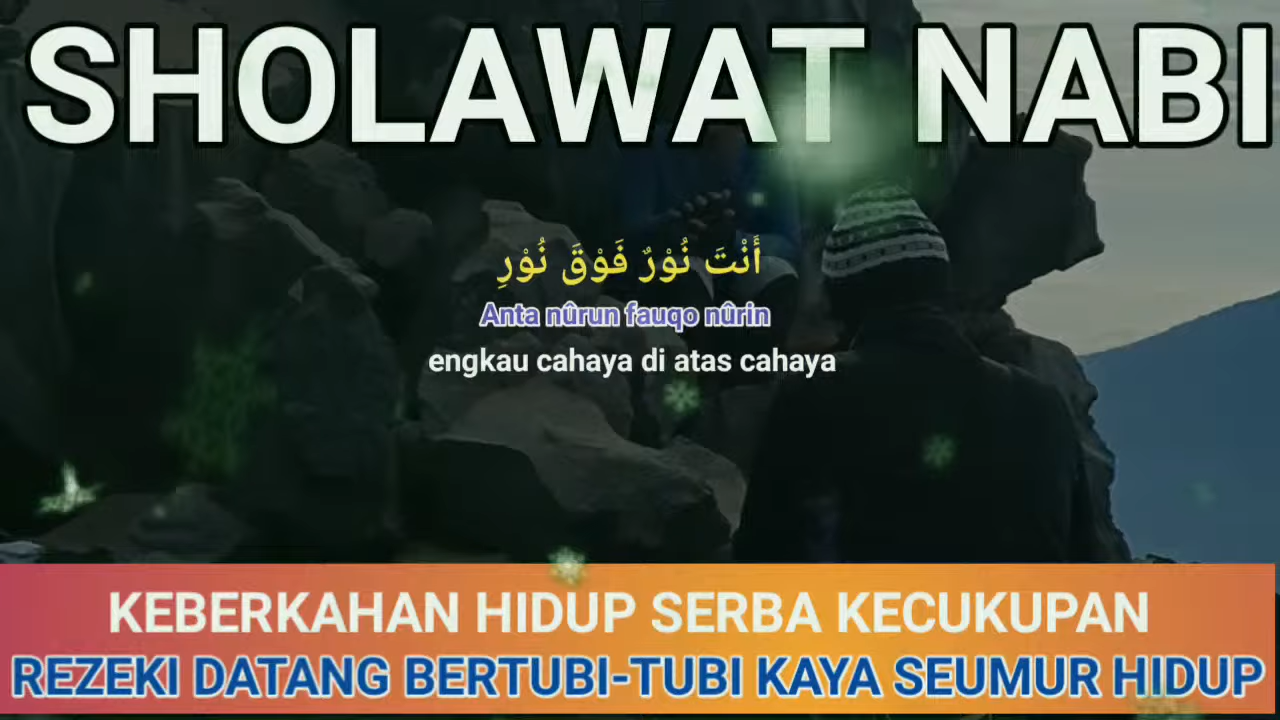 SHOLAWAT NABI
أَنْتَ نُوْرٌ فَوْقَ نُوْرِ
Anta nûrun fauqo nûrin
engkau cahaya di atas cahaya
KEBERKAHAN HIDUP SERBA KECUKUPAN
REZEKI DATANG BERTUBI-TUBI KAYA SEUMUR HIDUP